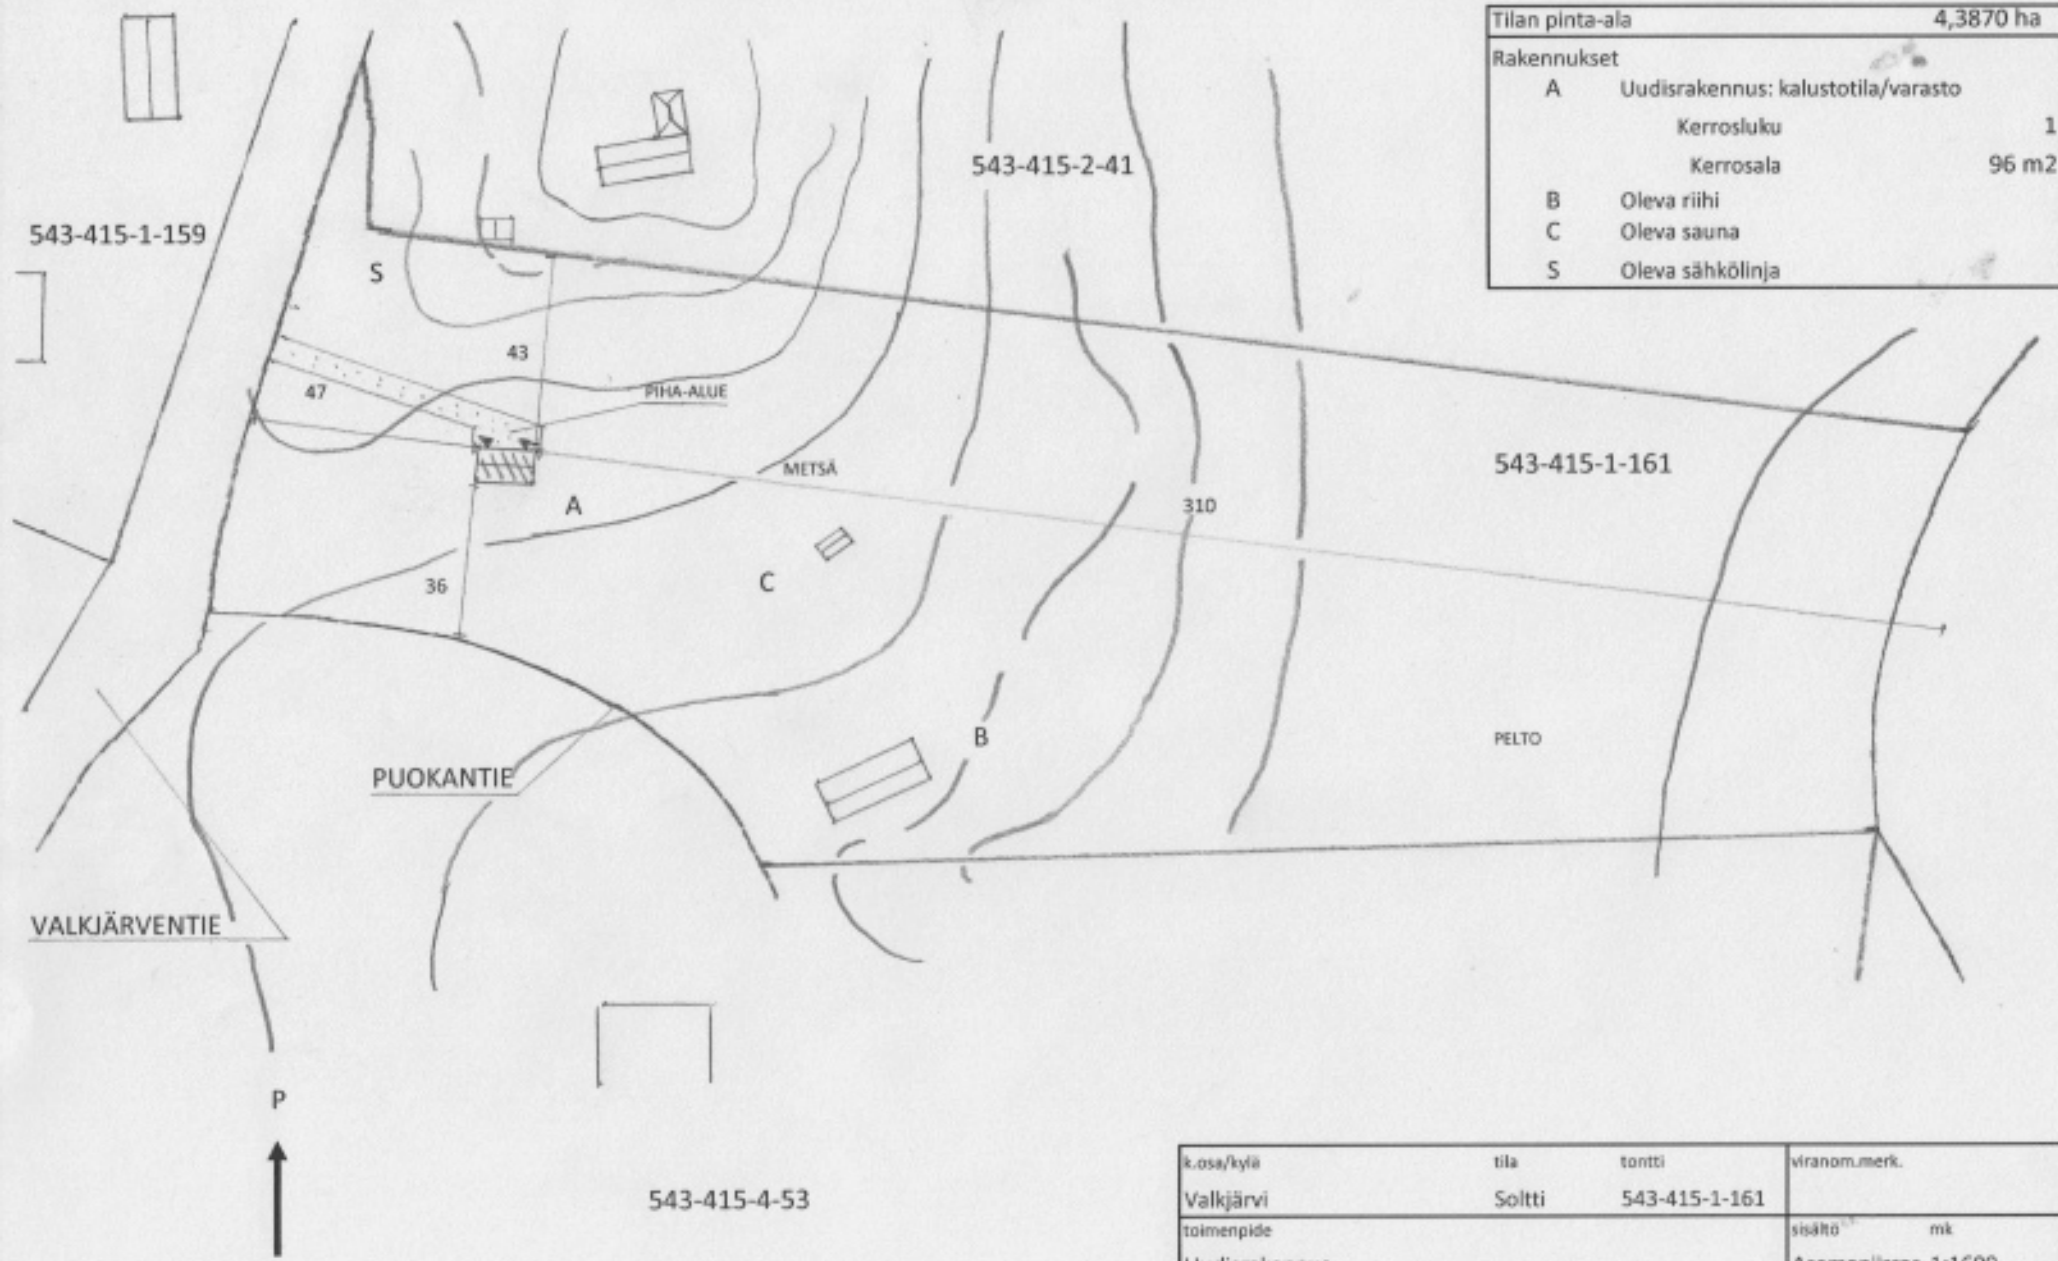 Tilan pinta-ala 4,3870 ha
Rakennukset
A Uudisrakennus: kalustotila/varasto
Kerrosluku 1
Kerrosala 96 m2
B Oleva riihi
C Oleva sauna
S Oleva sähkölinja
543-415-2-41
543-415-1-159
S
43
47
PIHA-ALUE
METSÄ
543-415-1-161
A
310
36
C
B
PELTO
PUOKANTIE
VALKJÄRVENTIE
P
543-415-4-53
k.osa/kylä tila tontti viranom.merk.
Valkjärvi Soltti 543-415-1-161
toimenpide sisältö mk